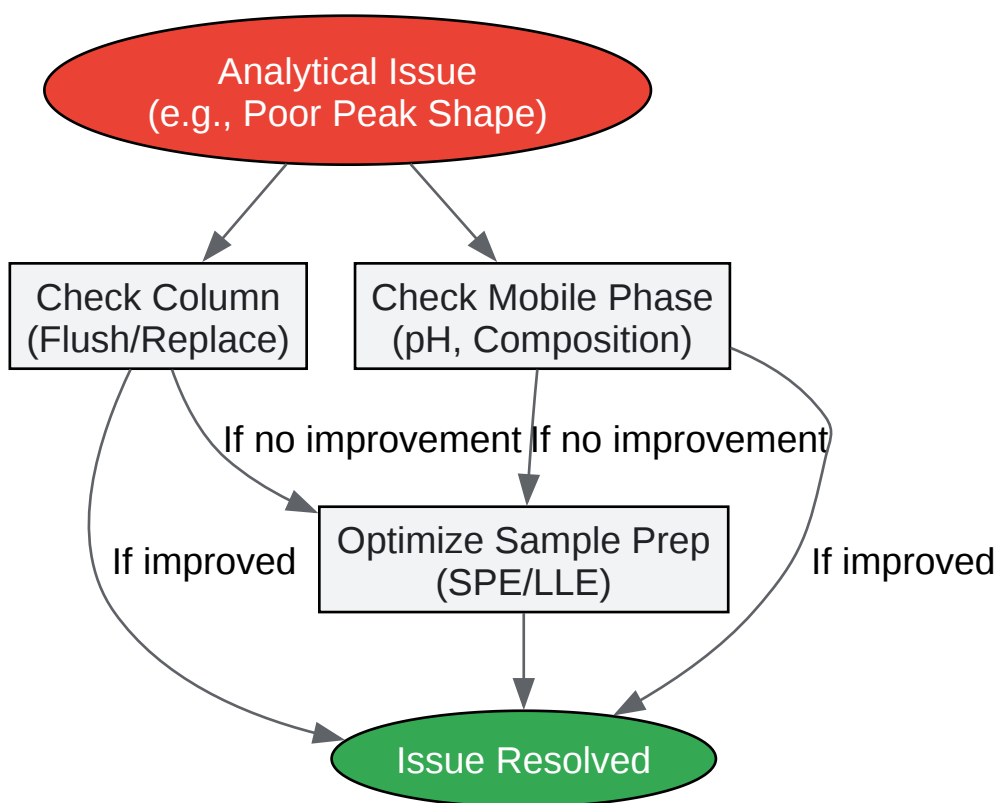 Analytical Issue
(e.g., Poor Peak Shape)
Check Column
(Flush/Replace)
Check Mobile Phase
(pH, Composition)
If no improvement
If no improvement
Optimize Sample Prep
(SPE/LLE)
If improved
If improved
Issue Resolved